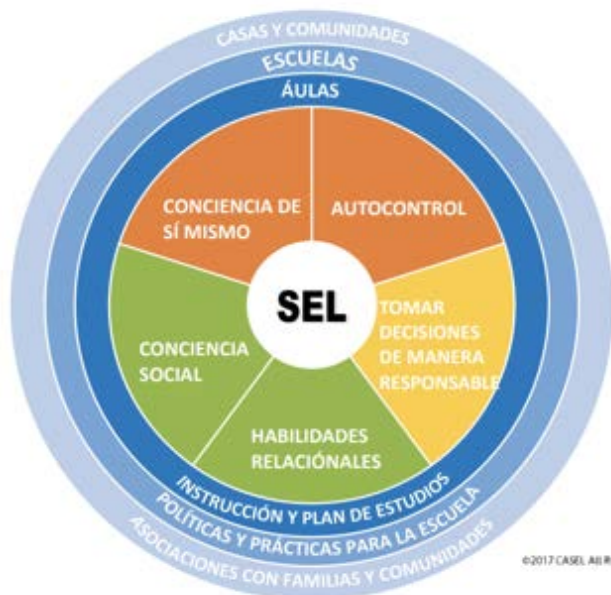 CASAS Y COMUNIDADES
ESCUELAS
ÁULAS
CONCIENCIA DE
SÍ MISMO
AUTOCONTROL
SEL
TOMAR
DECISIONES
DE MANERA
RESPONSABLE
CONCIENCIA
SOCIAL
HABILIDADES
RELACIÓNALES
INSTRUCCIÓN Y PLAN DE ESTUDIOS
POLÍTICAS Y PRÁCTICAS PARA LA ESCUELA
ASOCIACIONES CON FAMILIAS Y COMUNIDADES
©2017 CASEL